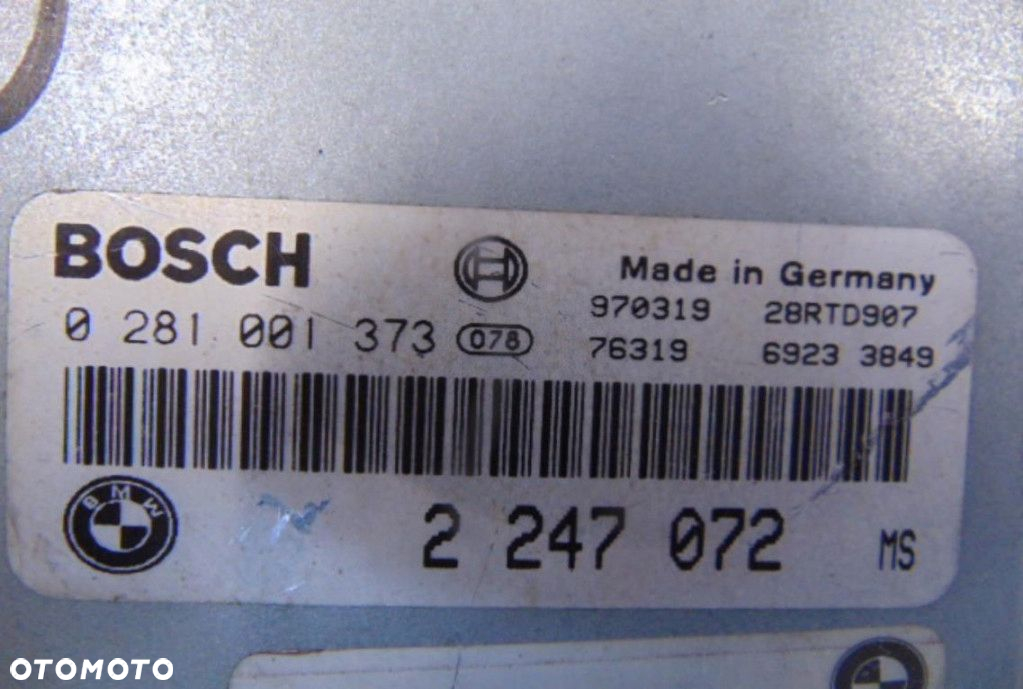 BOSCH
Made in Germany
970319 28RTD907
0 281 001 373 078
76319 6923 3849
BMW
2 247 072 MS
OTOMOTO